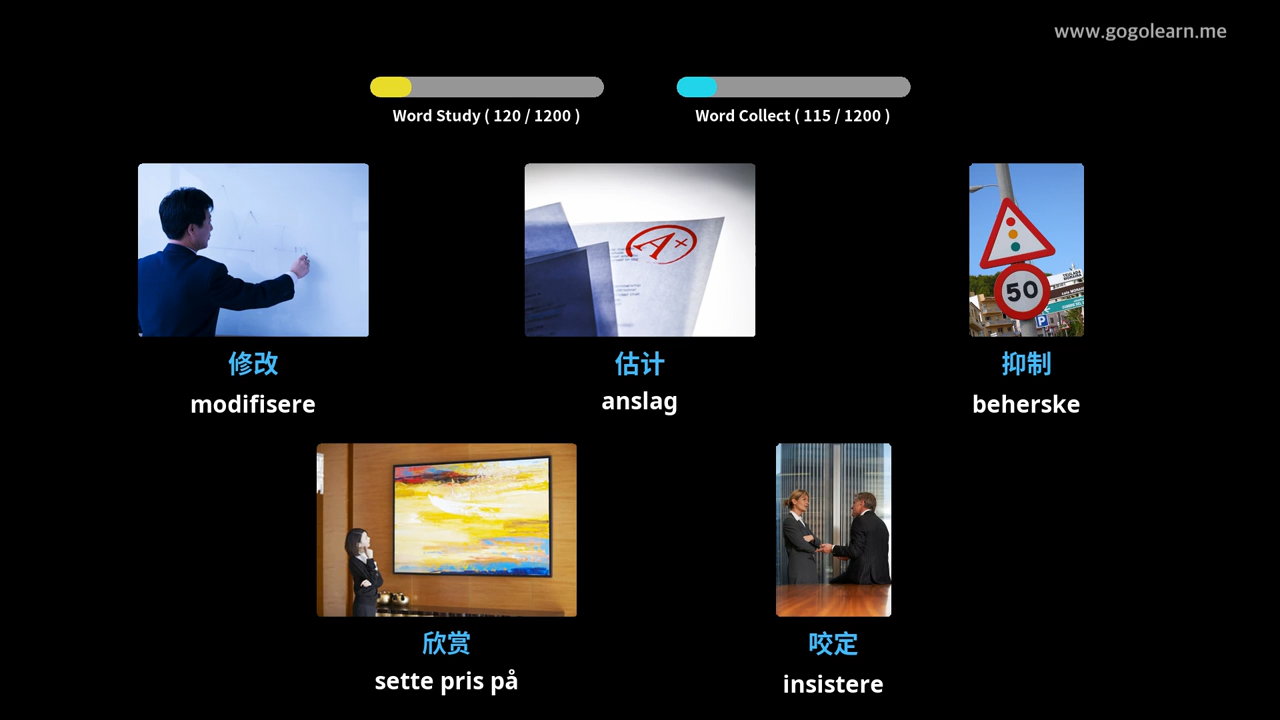 www.gogolearn.me
Word Study ( 120 / 1200 )
Word Collect ( 115 / 1200 )
A+
50
P
修改
估计
抑制
modifisere
anslag
beherske
欣赏
咬定
sette pris på
insistere